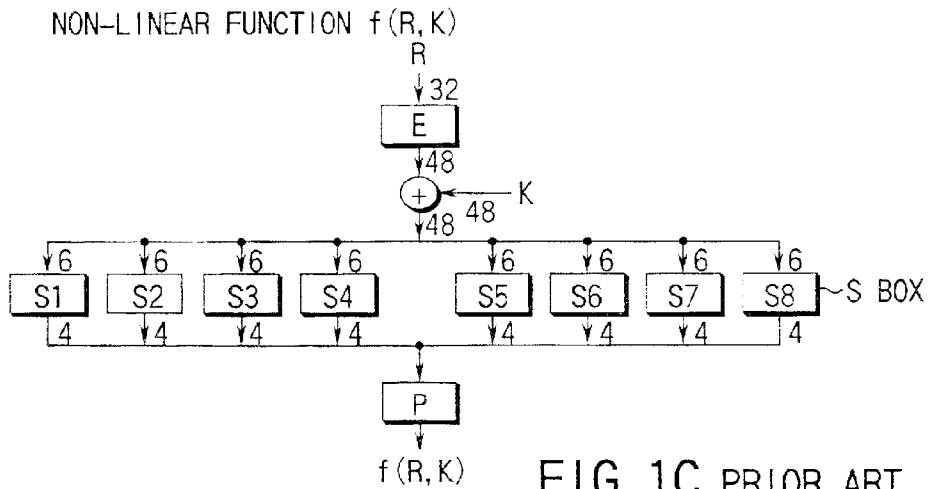 NON-LINEAR FUNCTION f(R, K)
R
32
E
48
+
K
48
48
6 6 6 6 6 6 6 6
S1 S2 S3 S4 S5 S6 S7 S8 S BOX
4 4 4 4 4 4 4 4
P
f(R, K)
FIG. 1C PRIOR ART